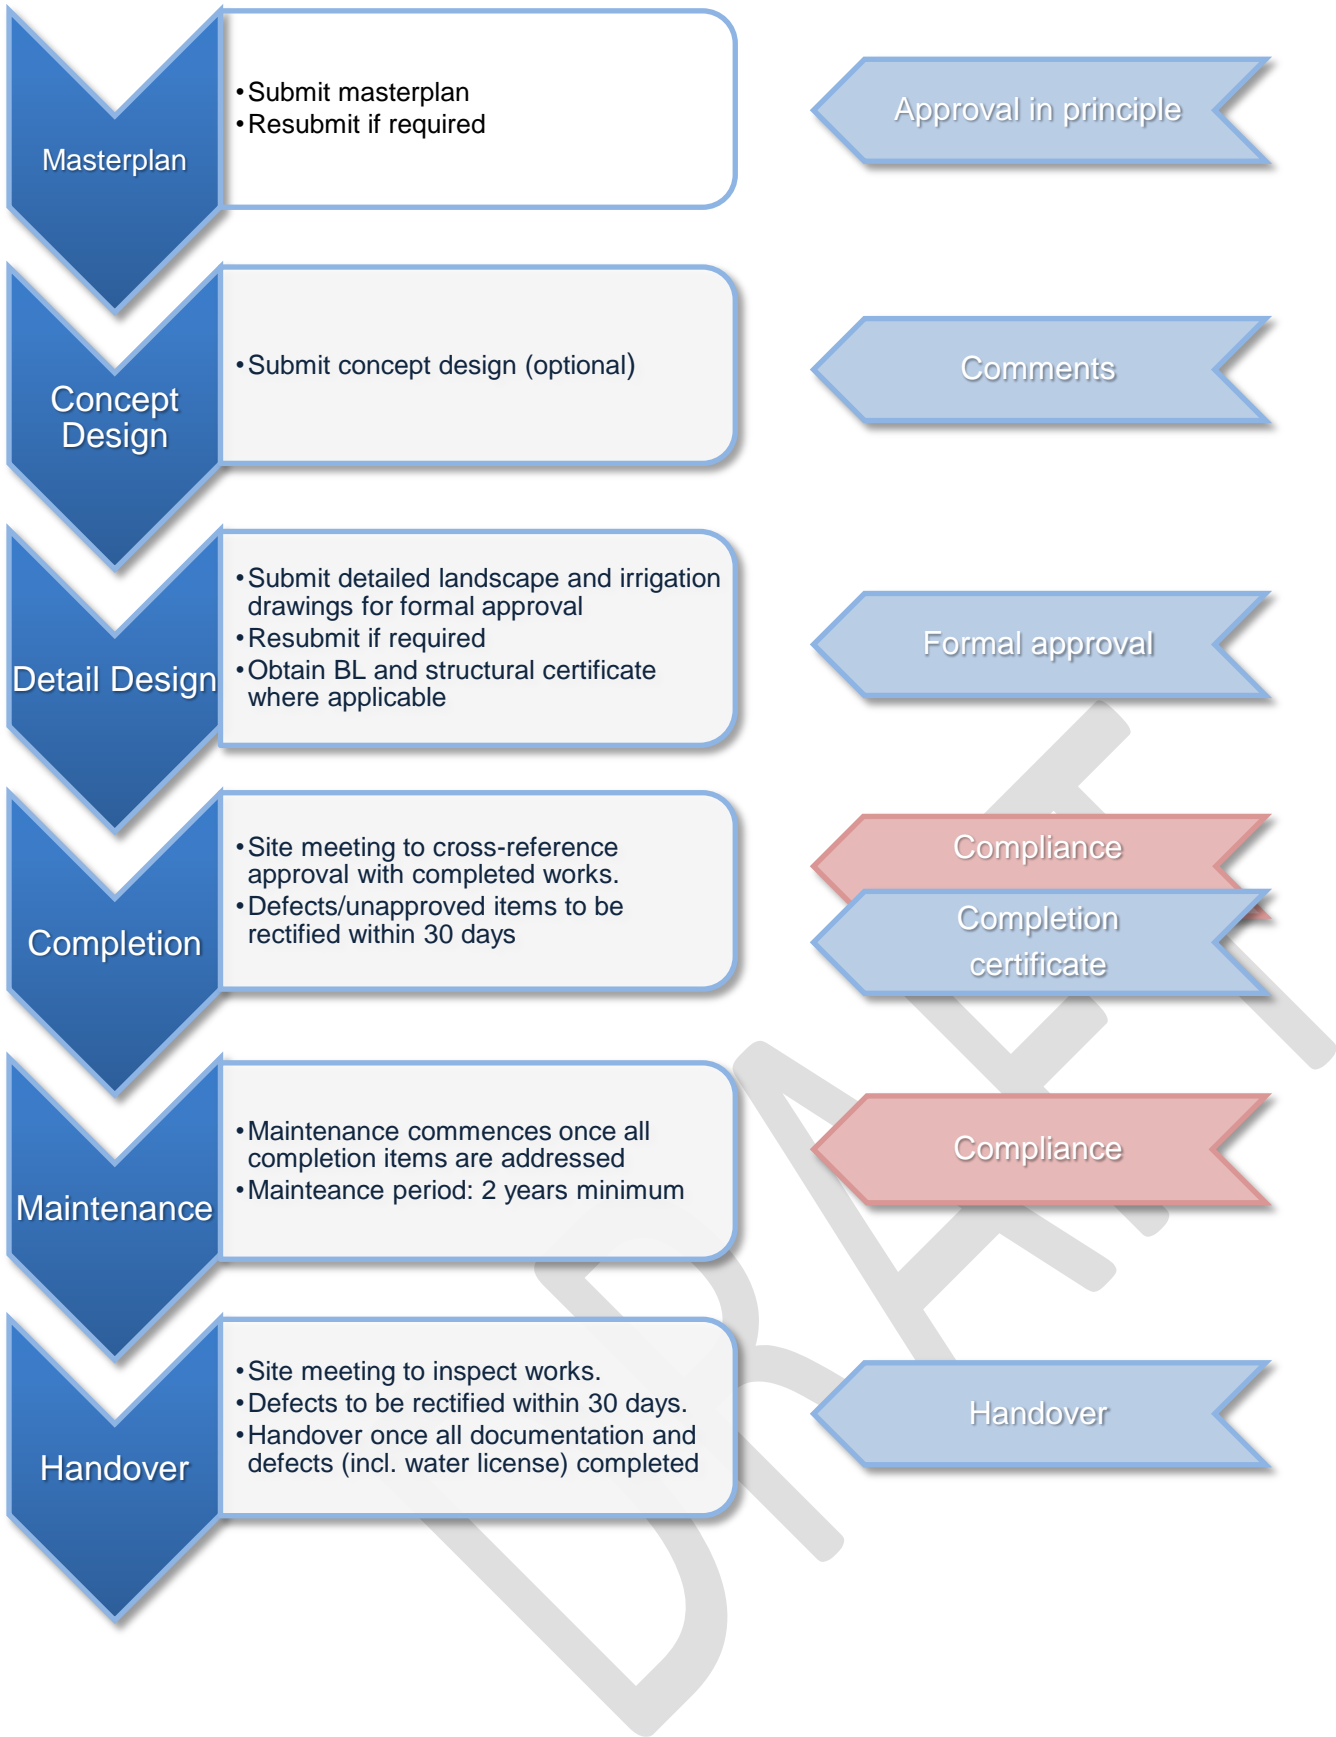 Masterplan
•Submit masterplan
•Resubmit if required
Approval in principle
Concept
Design
•Submit concept design (optional)
Comments
Detail Design
•Submit detailed landscape and irrigation
drawings for formal approval
•Resubmit if required
•Obtain BL and structural certificate
where applicable
Formal approval
Completion
•Site meeting to cross-reference
approval with completed works.
•Defects/unapproved items to be
rectified within 30 days
Compliance
Completion
certificate
Maintenance
•Maintenance commences once all
completion items are addressed
•Mainteance period: 2 years minimum
Compliance
Handover
•Site meeting to inspect works.
•Defects to be rectified within 30 days.
•Handover once all documentation and
defects (incl. water license) completed
Handover
DRAFT